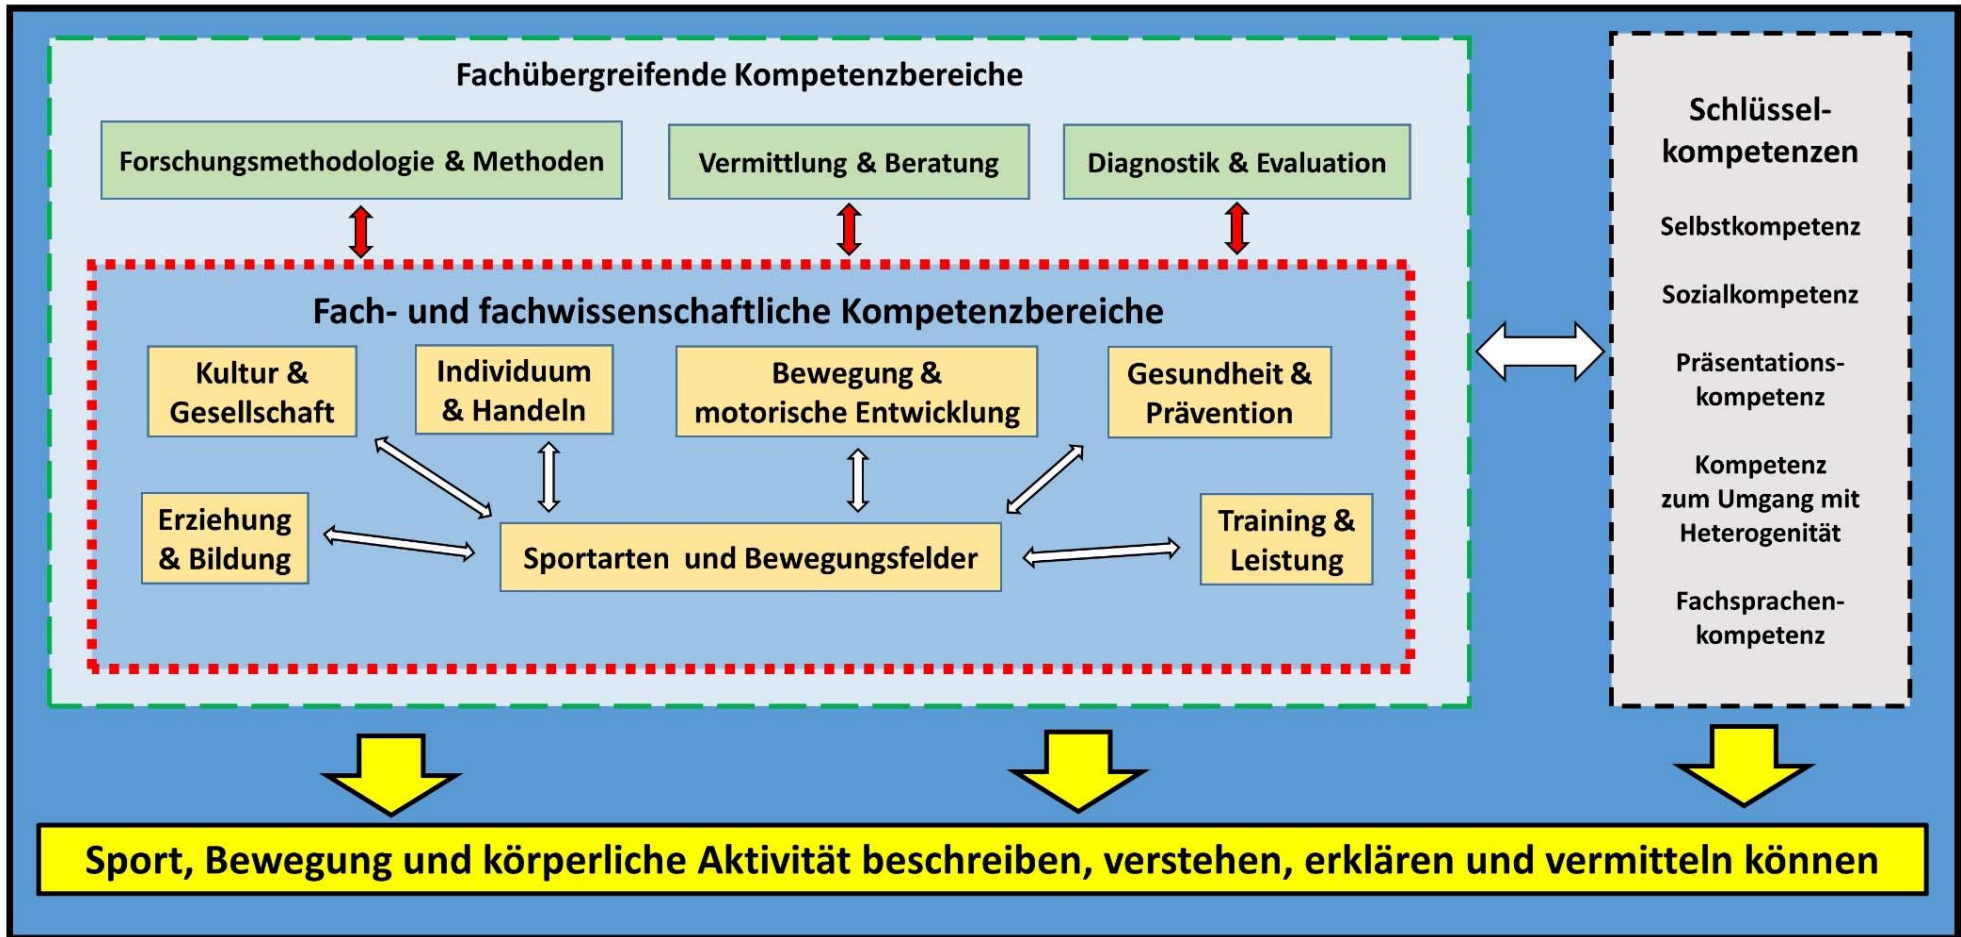 Fachübergreifende Kompetenzbereiche
Forschungsmethodologie & Methoden
Vermittlung & Beratung
Diagnostik & Evaluation
Fach- und fachwissenschaftliche Kompetenzbereiche
Kultur &
Gesellschaft
Individuum
& Handeln
Bewegung &
motorische Entwicklung
Gesundheit &
Prävention
Erziehung
& Bildung
Sportarten und Bewegungsfelder
Training &
Leistung
Schlüssel-
kompetenzen
Selbstkompetenz
Sozialkompetenz
Präsentations-
kompetenz
Kompetenz
zum Umgang mit
Heterogenität
Fachsprachen-
kompetenz
Sport, Bewegung und körperliche Aktivität beschreiben, verstehen, erklären und vermitteln können